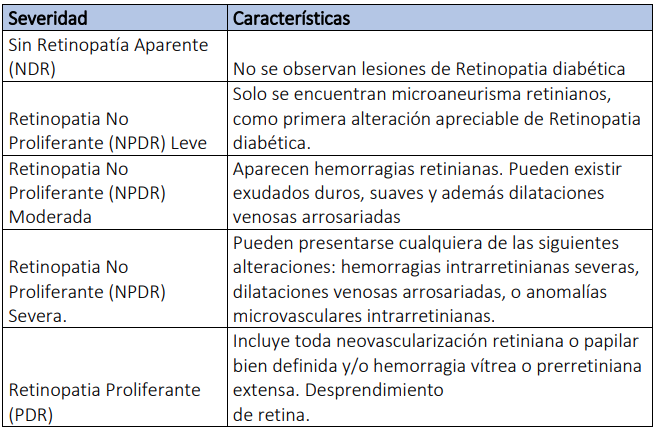 Severidad
Características
Sin Retinopatía Aparente
(NDR)
No se observan lesiones de Retinopatia diabética
Retinopatia No
Proliferante (NPDR) Leve
Solo se encuentran microaneurisma retinianos,
como primera alteración apreciable de Retinopatia
diabética.
Retinopatia No
Proliferante (NPDR)
Moderada
Aparecen hemorragias retinianas. Pueden existir
exudados duros, suaves y además dilataciones
venosas arrosariadas
Retinopatia No
Proliferante (NPDR)
Severa.
Pueden presentarse cualquiera de las siguientes
alteraciones: hemorragias intrarretinianas severas,
dilataciones venosas arrosariadas, o anomalías
microvasculares intrarretinianas.
Retinopatia Proliferante
(PDR)
Incluye toda neovascularización retiniana o papilar
bien definida y/o hemorragia vítrea o prerretiniana
extensa. Desprendimiento
de retina.